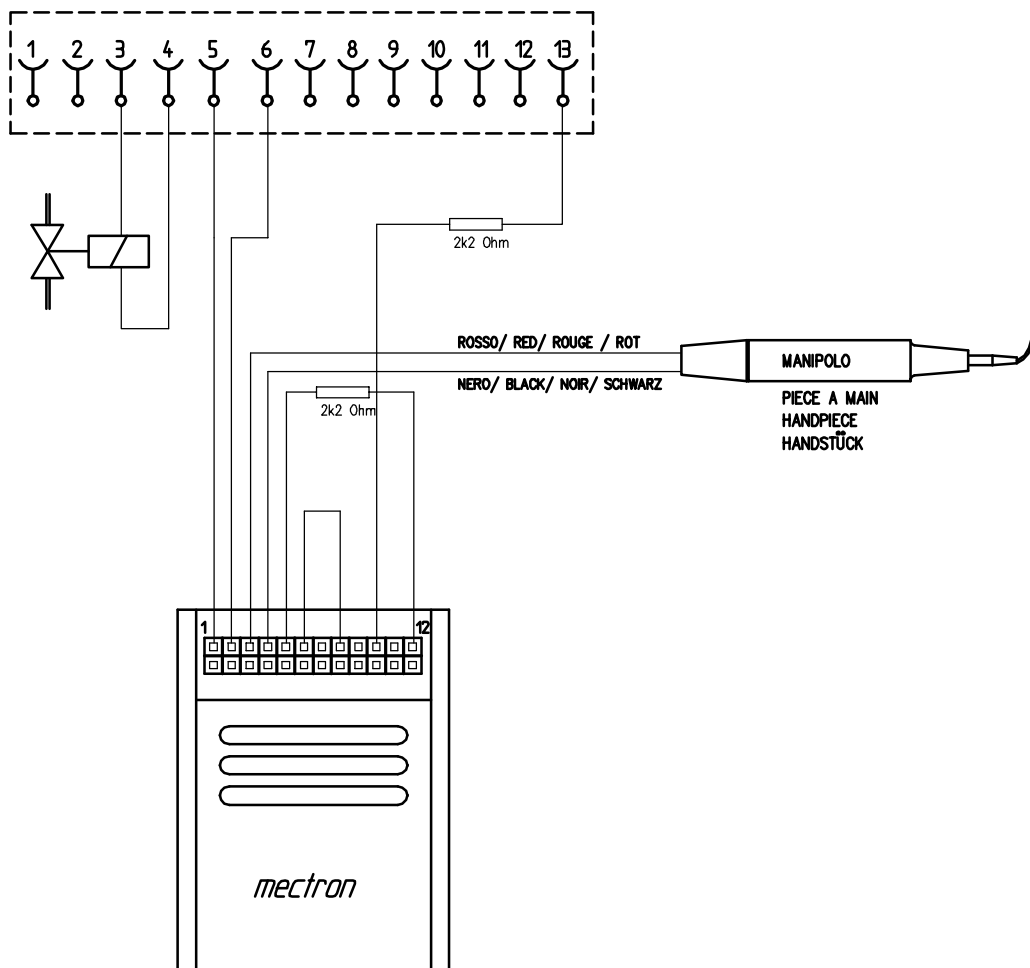 1 2 3 4 5 6 7 8 9 10 11 12 13
2k2 Ohm
ROSSO/ RED/ ROUGE / ROT
NERO/ BLACK/ NOIR/ SCHWARZ
MANIPOLO
PIECE A MAIN
HANDPIECE
HANDSTÜCK
2k2 Ohm
1 12
mectron